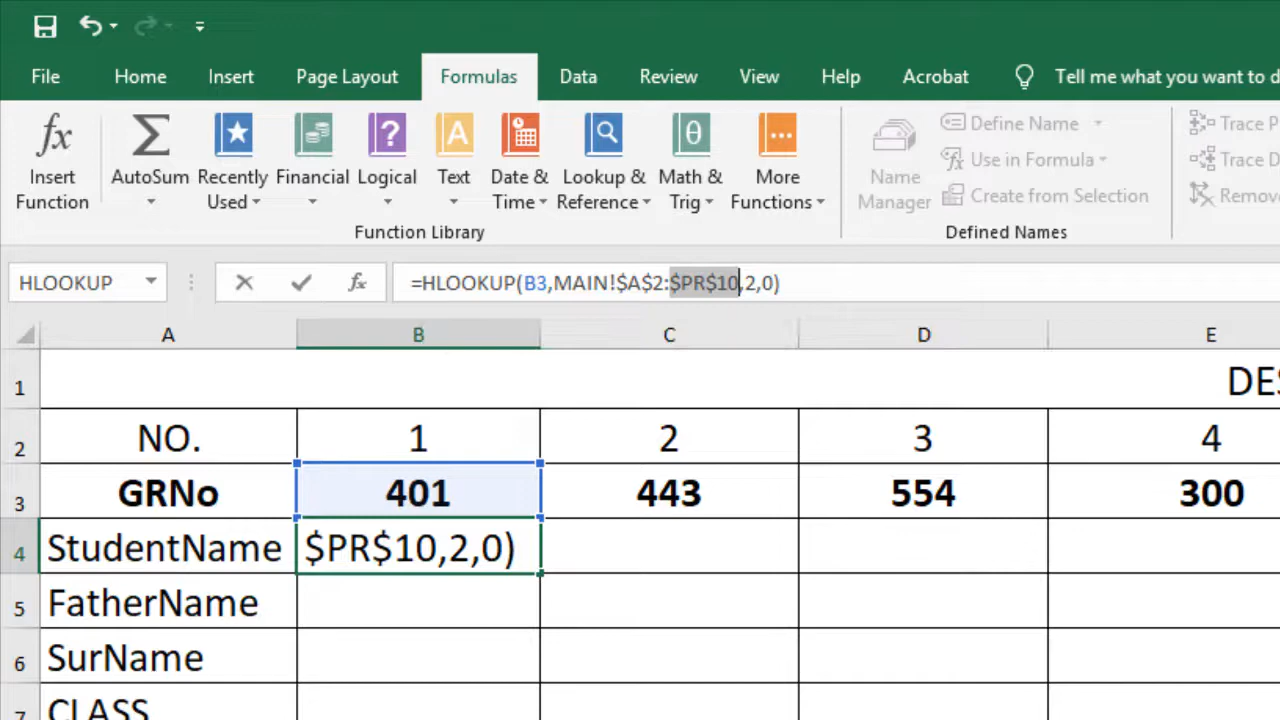 File Home Insert Page Layout Formulas Data Review View Help Acrobat Tell me what you want to d
fx
Insert Function
AutoSum
Recently Used
Financial
Logical
Text
Date & Time
Lookup & Reference
Math & Trig
More Functions
Function Library
Name Manager
Define Name
Use in Formula
Create from Selection
Defined Names
Trace P
Trace D
Remov
HLOOKUP fx =HLOOKUP(B3,MAIN!$A$2:$PR$10,2,0)
A B C D E
1 DES
2 NO. 1 2 3 4
3 GRNo 401 443 554 300
4 StudentName $PR$10,2,0)
5 FatherName
6 SurName
7 CLASS